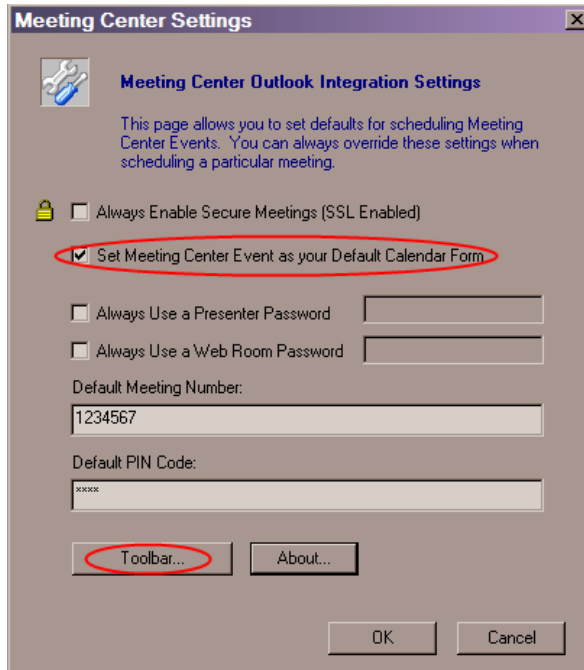 Meeting Center Settings
Meeting Center Outlook Integration Settings
This page allows you to set defaults for scheduling Meeting
Center Events. You can always override these settings when
scheduling a particular meeting.
Always Enable Secure Meetings (SSL Enabled)
Set Meeting Center Event as your Default Calendar Form
Always Use a Presenter Password
Always Use a Web Room Password
Default Meeting Number:
1234567
Default PIN Code:
××××
Toolbar... About...
OK Cancel